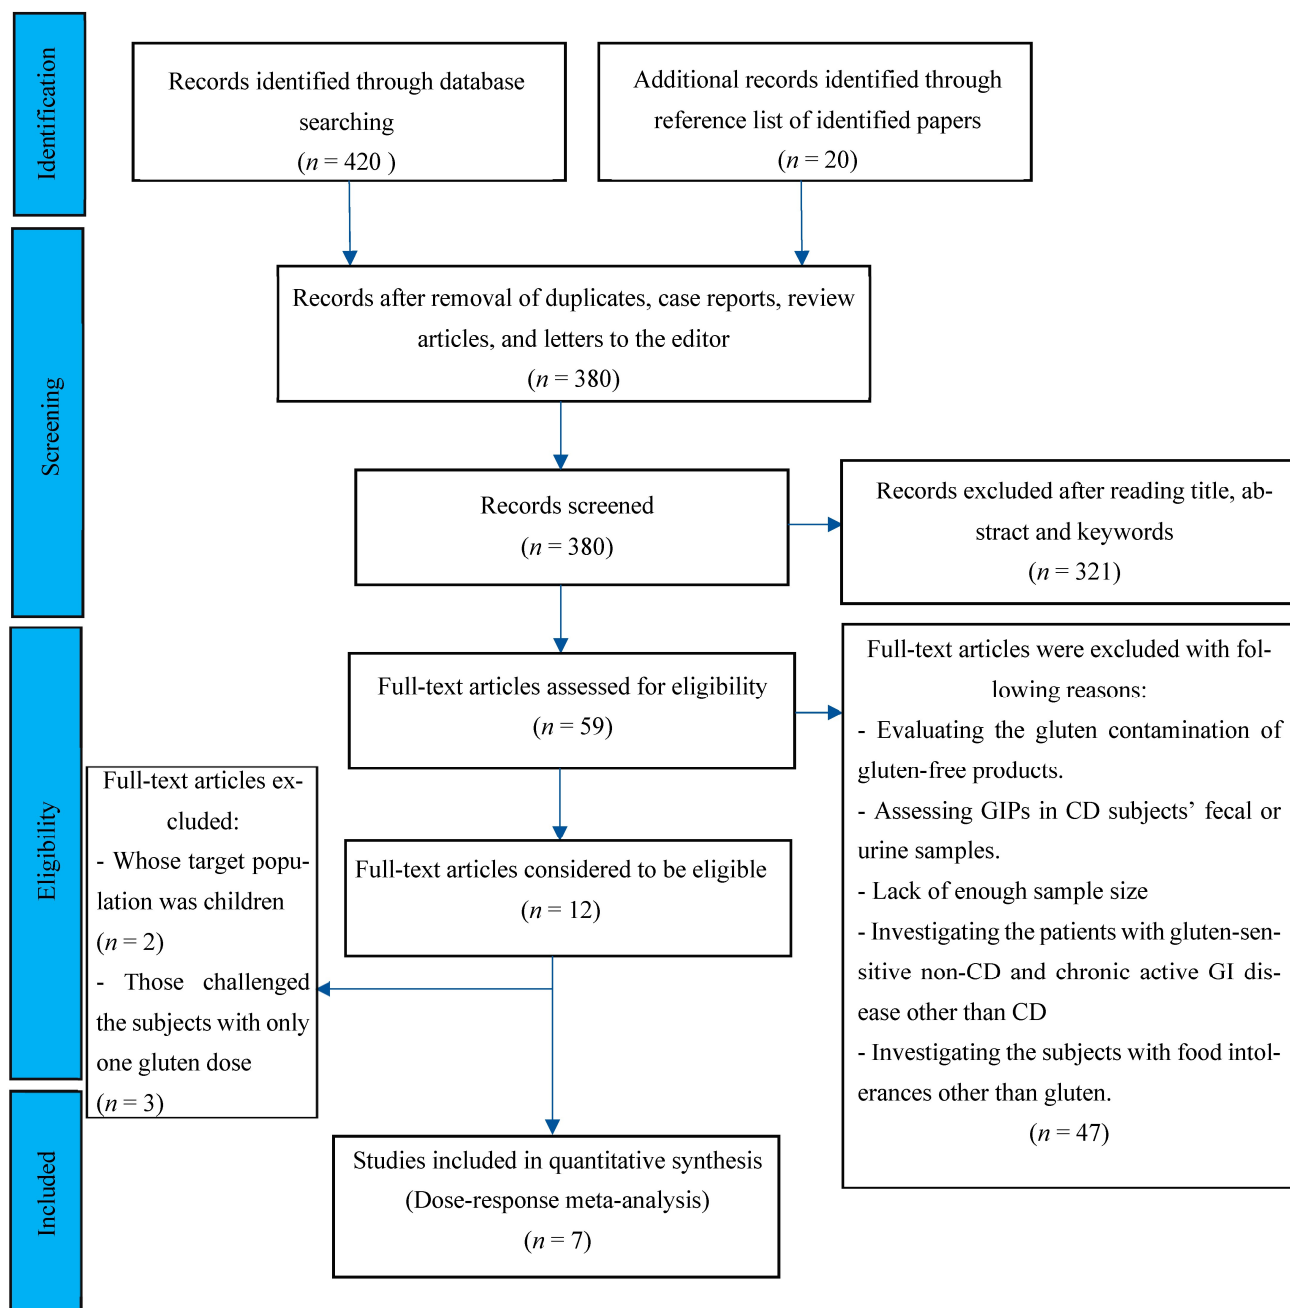 Identification
Records identified through database
searching
(n = 420 )
Additional records identified through
reference list of identified papers
(n = 20)
Screening
Records after removal of duplicates, case reports, review
articles, and letters to the editor
(n = 380)
Records screened
(n = 380)
Records excluded after reading title, ab-
stract and keywords
(n = 321)
Eligibility
Full-text articles assessed for eligibility
(n = 59)
Full-text articles were excluded with fol-
lowing reasons:
- Evaluating the gluten contamination of
gluten-free products.
- Assessing GIPs in CD subjects’ fecal or
urine samples.
- Lack of enough sample size
- Investigating the patients with gluten-sen-
sitive non-CD and chronic active GI dis-
ease other than CD
- Investigating the subjects with food intol-
erances other than gluten.
(n = 47)
Full-text articles considered to be eligible
(n = 12)
Full-text articles ex-
cluded:
- Whose target popu-
lation was children
(n = 2)
- Those challenged
the subjects with only
one gluten dose
(n = 3)
Included
Studies included in quantitative synthesis
(Dose-response meta-analysis)
(n = 7)